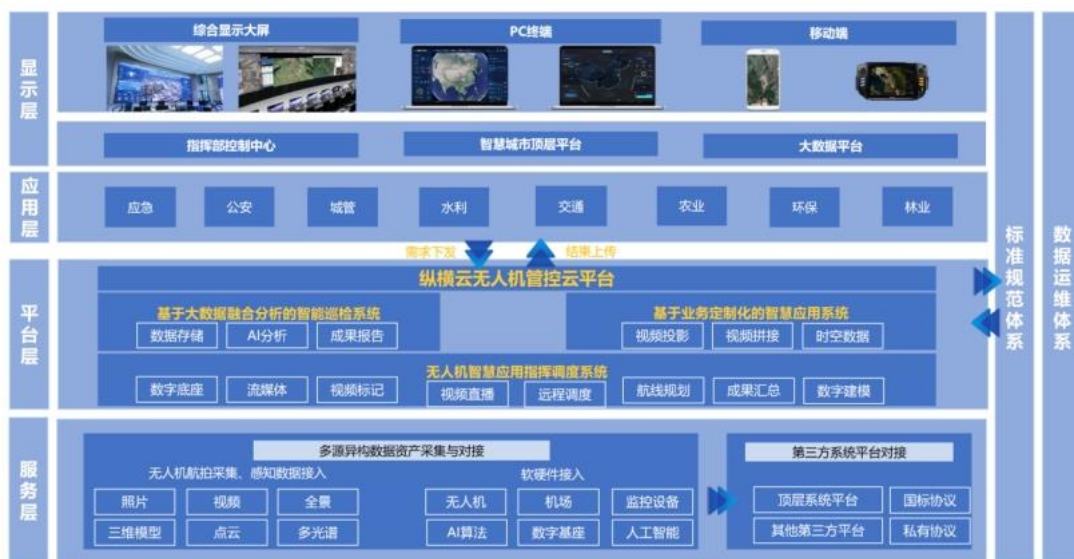 显示层
综合显示大屏
PC终端
移动端
指挥部控制中心
智慧城市顶层平台
大数据平台
应用层
应急
公安
城管
水利
交通
农业
环保
林业
需求下发
结果上传
平台层
纵横云无人机管控云平台
基于大数据融合分析的智能巡检系统
数据存储
AI分析
成果报告
基于业务定制化的智慧应用系统
视频投影
视频拼接
时空数据
无人机智慧应用指挥调度系统
数字底座
流媒体
视频标记
视频直播
远程调度
航线规划
成果汇总
数字建模
服务层
多源异构数据资产采集与对接
无人机航拍采集、感知数据接入
照片
视频
全景
三维模型
点云
多光谱
软硬件接入
无人机
机场
监控设备
AI算法
数字基座
人工智能
第三方系统平台对接
顶层系统平台
国标协议
其他第三方平台
私有协议
标准规范体系
数据运维体系